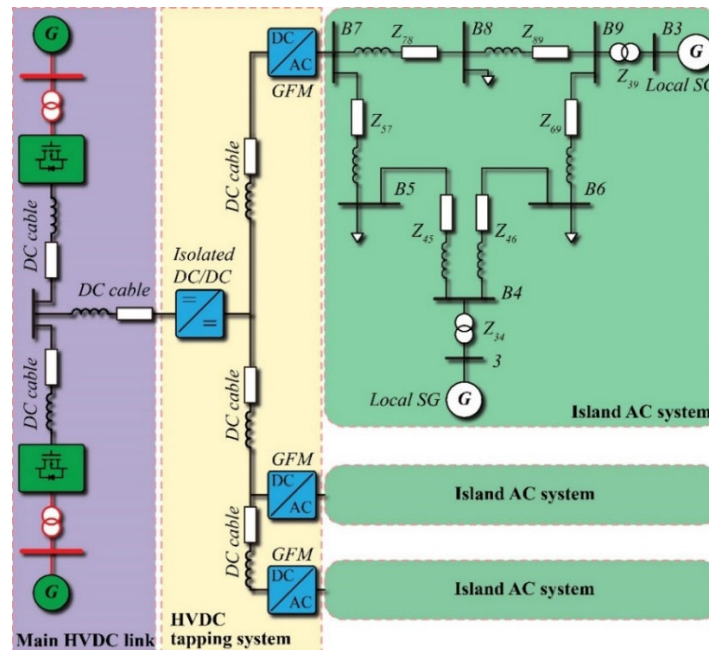 G
DC cable
DC cable
DC cable
G
Main HVDC link
DC
AC
GFM
DC cable
Isolated
DC/DC
DC cable
GFM
DC
AC
DC cable
GFM
DC
AC
HVDC
tapping system
B7
Z78
B8
Z89
B9
B3
G
Z39
Local SG
Z57
Z69
B5
B6
Z45
Z46
B4
Z34
3
Local SG
G
Island AC system
Island AC system
Island AC system